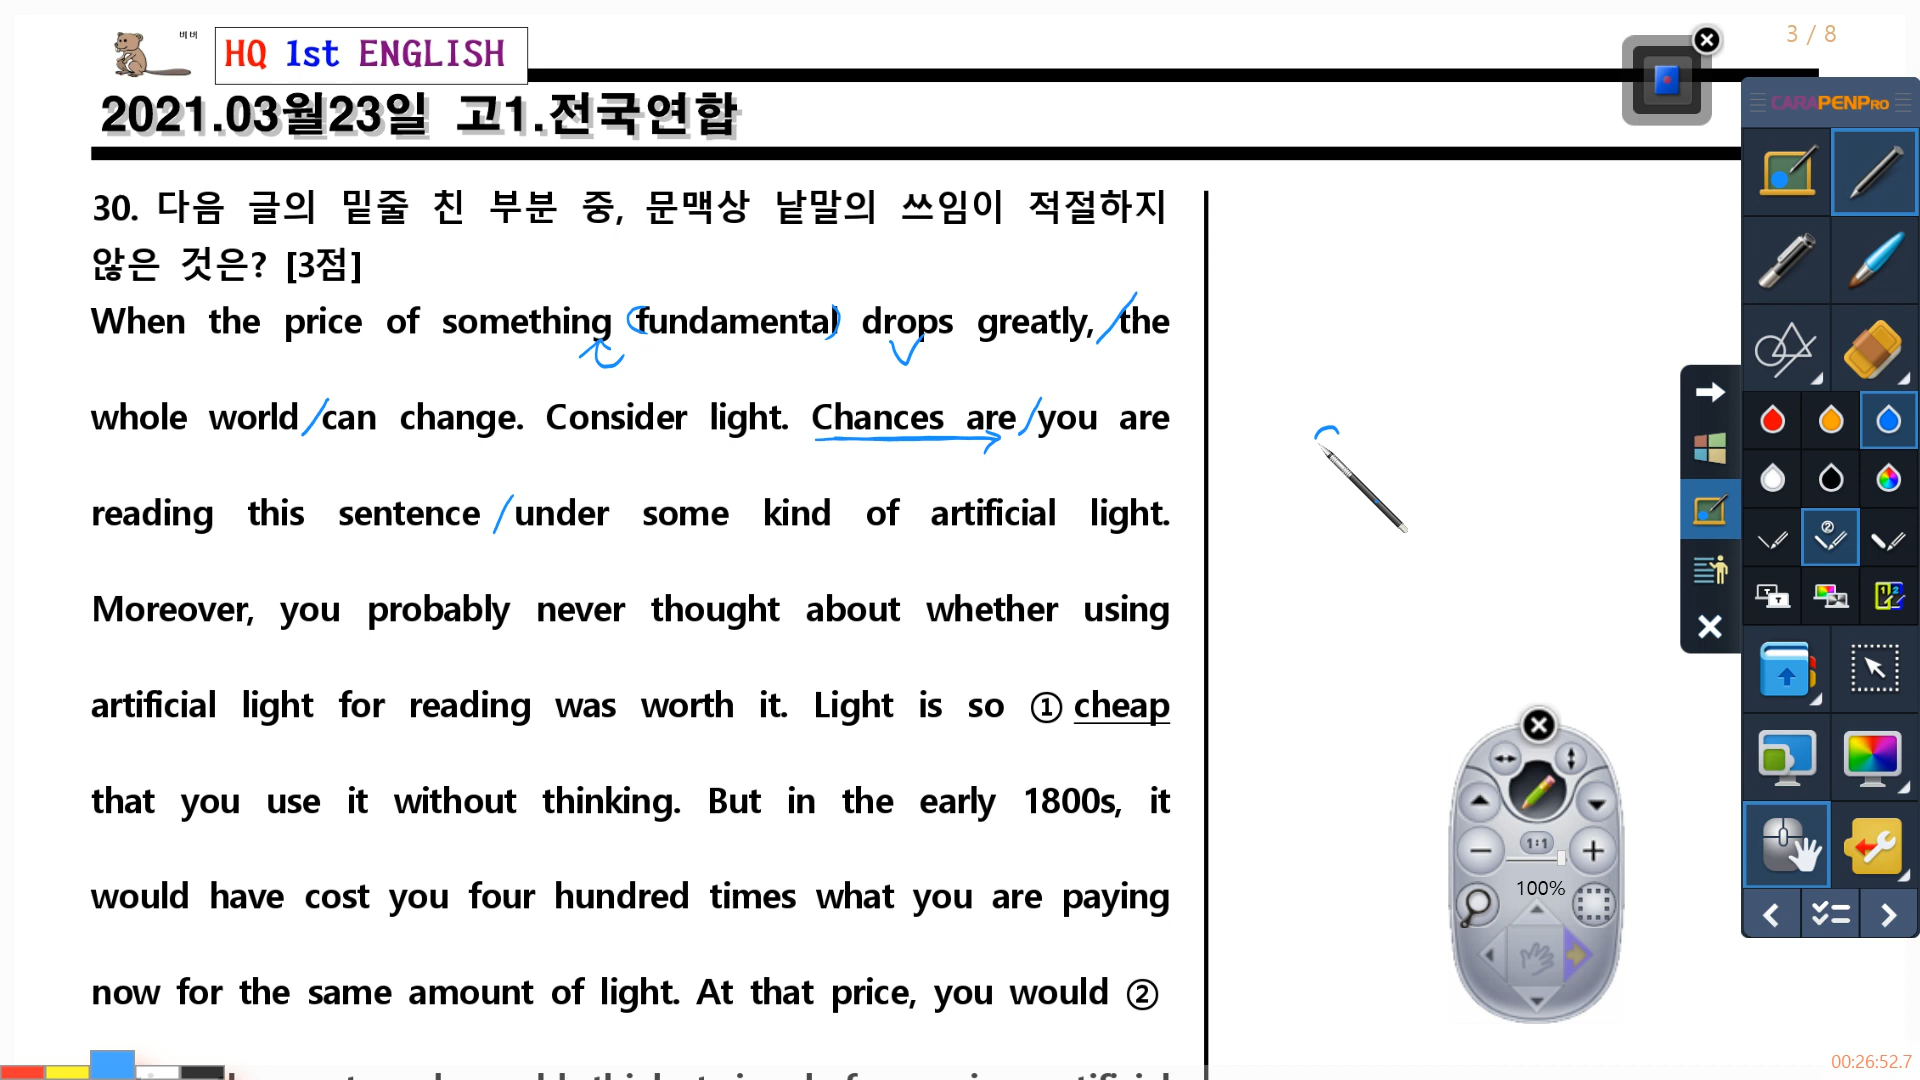 비버
HQ 1st ENGLISH
3 / 8
2021.03월23일 고1.전국연합
CARAPENPRO
30. 다음 글의 밑줄 친 부분 중, 문맥상 낱말의 쓰임이 적절하지
않은 것은? [3점]
When the price of something fundamental drops greatly, the
whole world can change. Consider light. Chances are you are
reading this sentence under some kind of artificial light.
Moreover, you probably never thought about whether using
artificial light for reading was worth it. Light is so ① cheap
that you use it without thinking. But in the early 1800s, it
would have cost you four hundred times what you are paying
now for the same amount of light. At that price, you would ②
1:1
100%
00:26:52.7